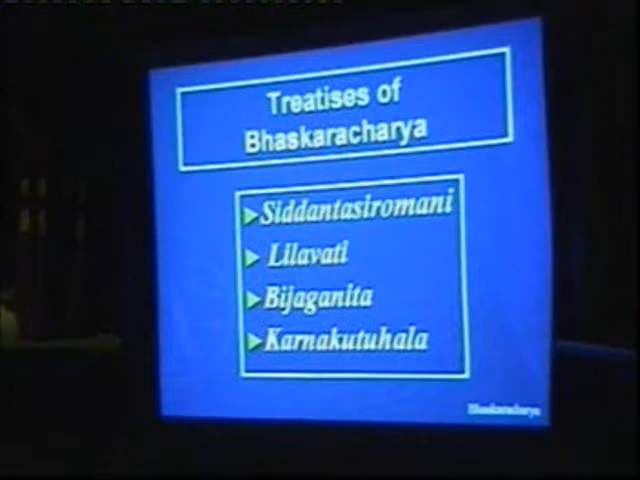 Treatises of
Bhaskaracharya
Siddantasiromani
Lilavati
Bijaganita
Karnakutuhala
Bhaskaracharya